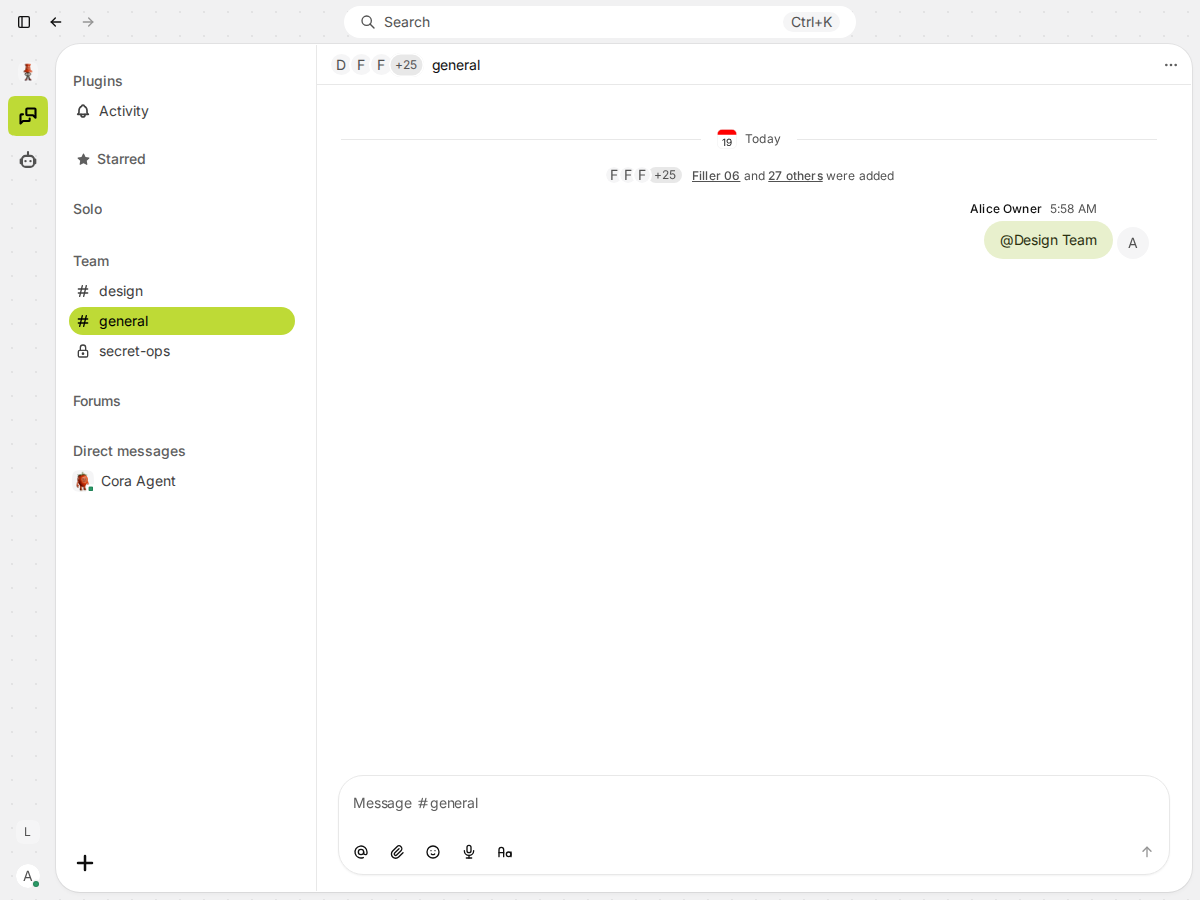 Search
Ctrl+K
Plugins
Activity
Starred
Solo
Team
# design
# general
secret-ops
Forums
Direct messages
Cora Agent
L
A
D F F +25 general
19 Today
F F F +25 Filler 06 and 27 others were added
Alice Owner 5:58 AM
@Design Team
A
Message #general
Aa